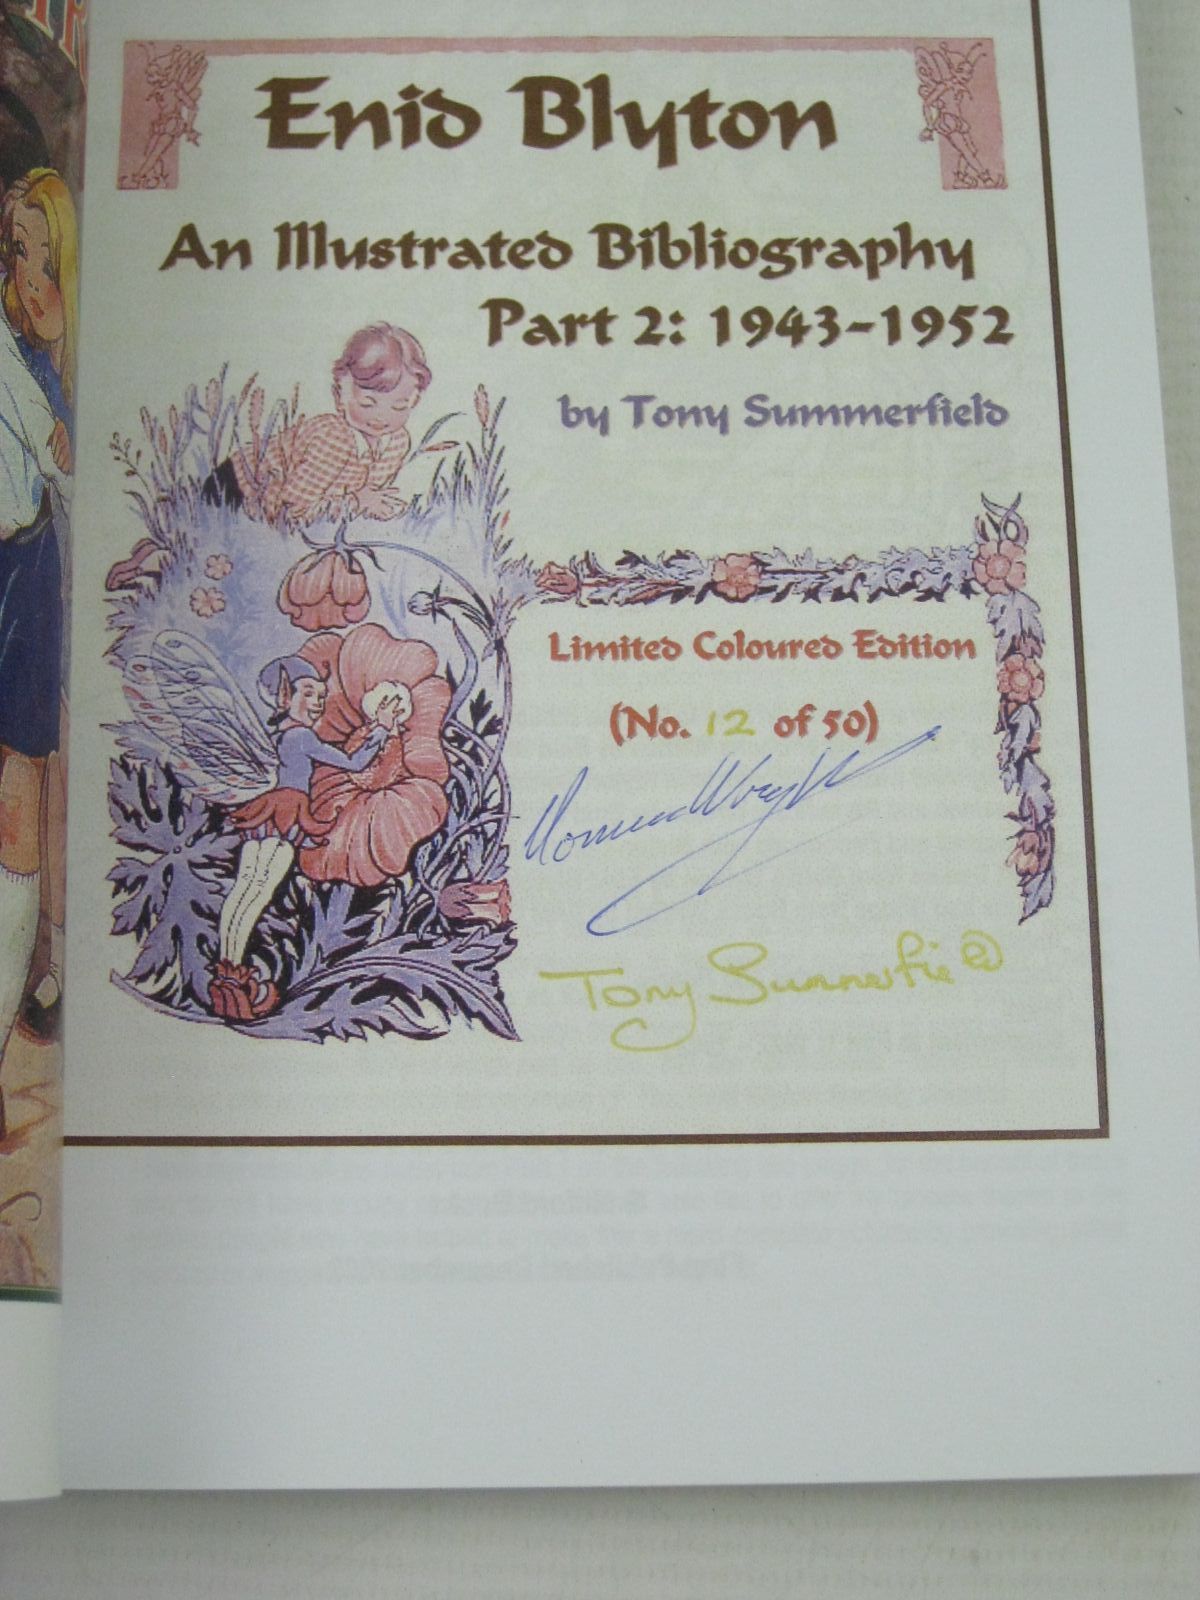 Enid Blyton
An Illustrated Bibliography
Part 2: 1943-1952
by Tony Summerfield
Limited Coloured Edition
(No. 12 of 50)
Tony Summerfield